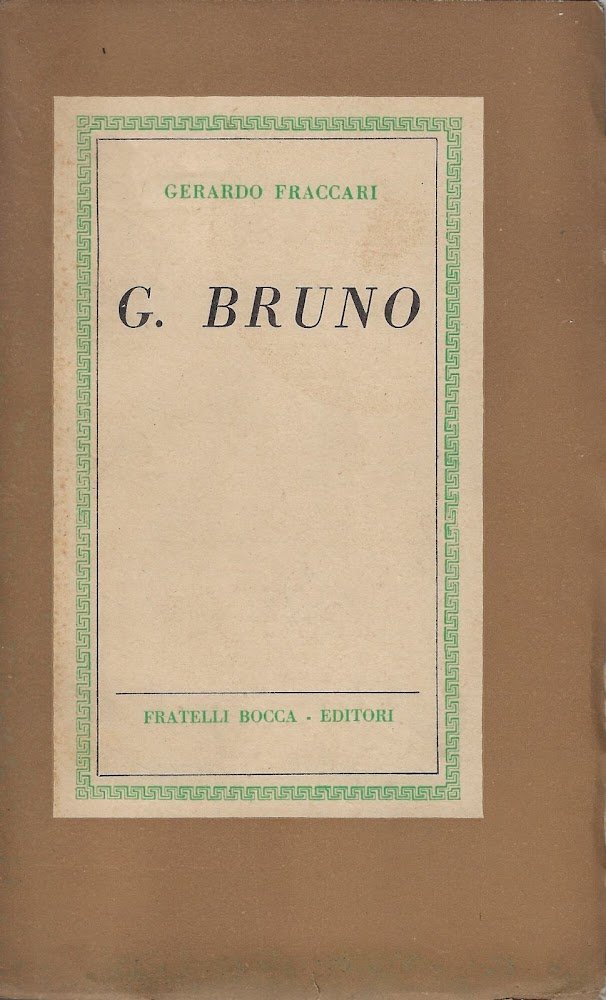 GERARDO FRACCARI
G. BRUNO
FRATELLI BOCCA - EDITORI